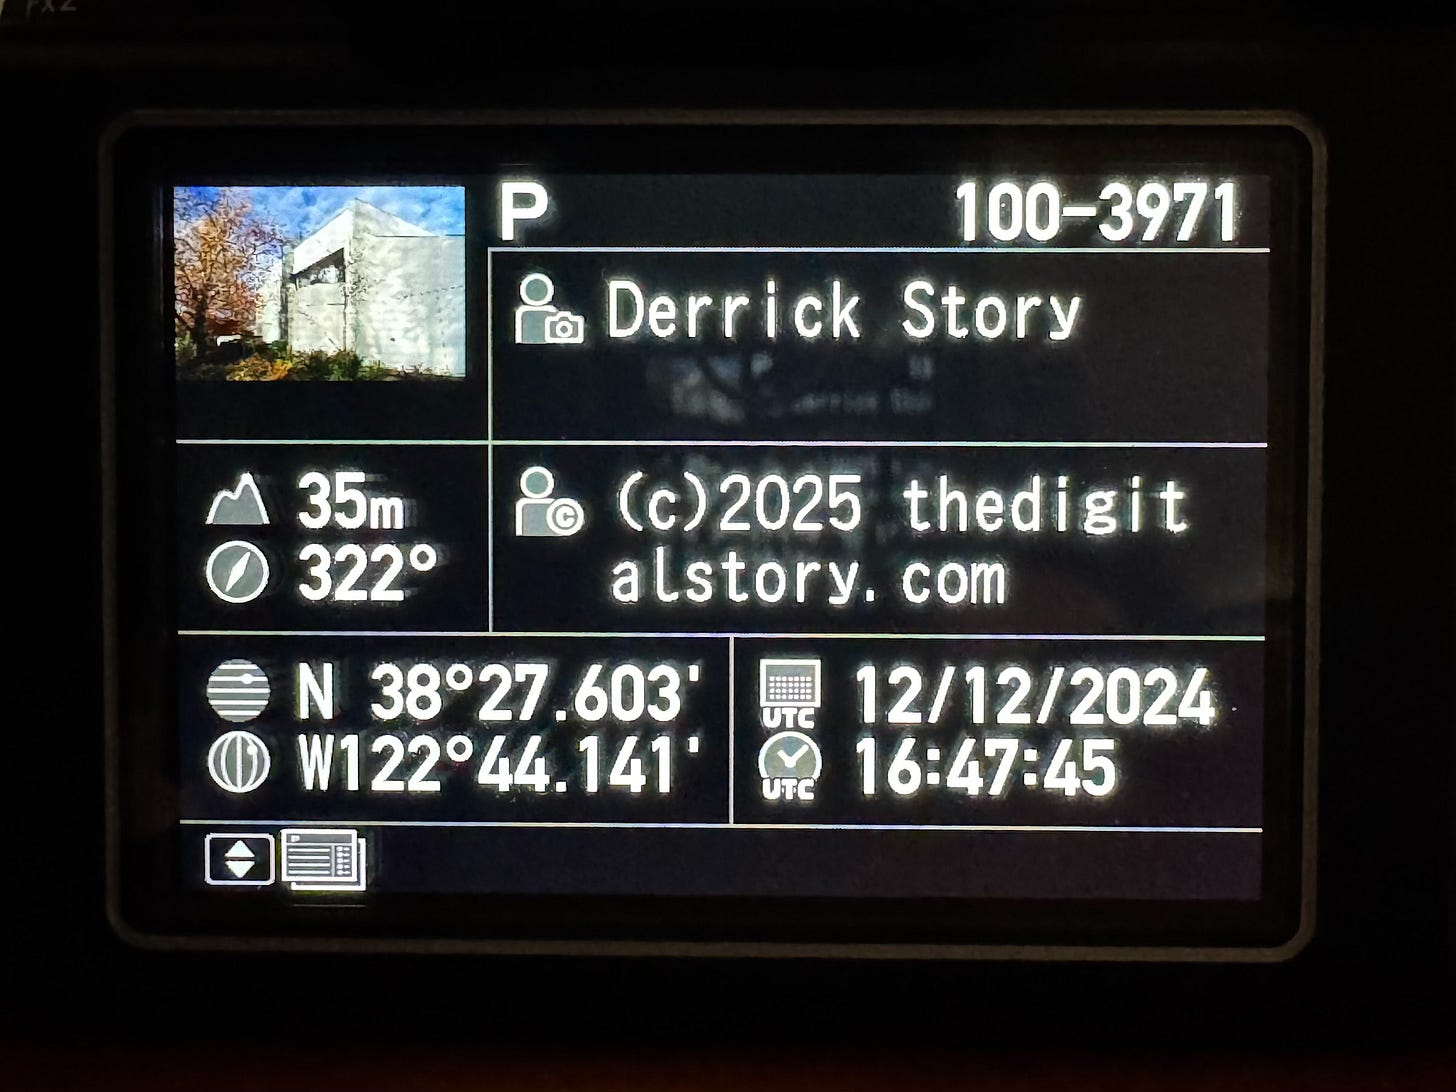 P 100-3971
Derrick Story
35m
322°
(c)2025 thedigit
alstory.com
N 38°27.603'
W122°44.141'
UTC 12/12/2024
UTC 16:47:45